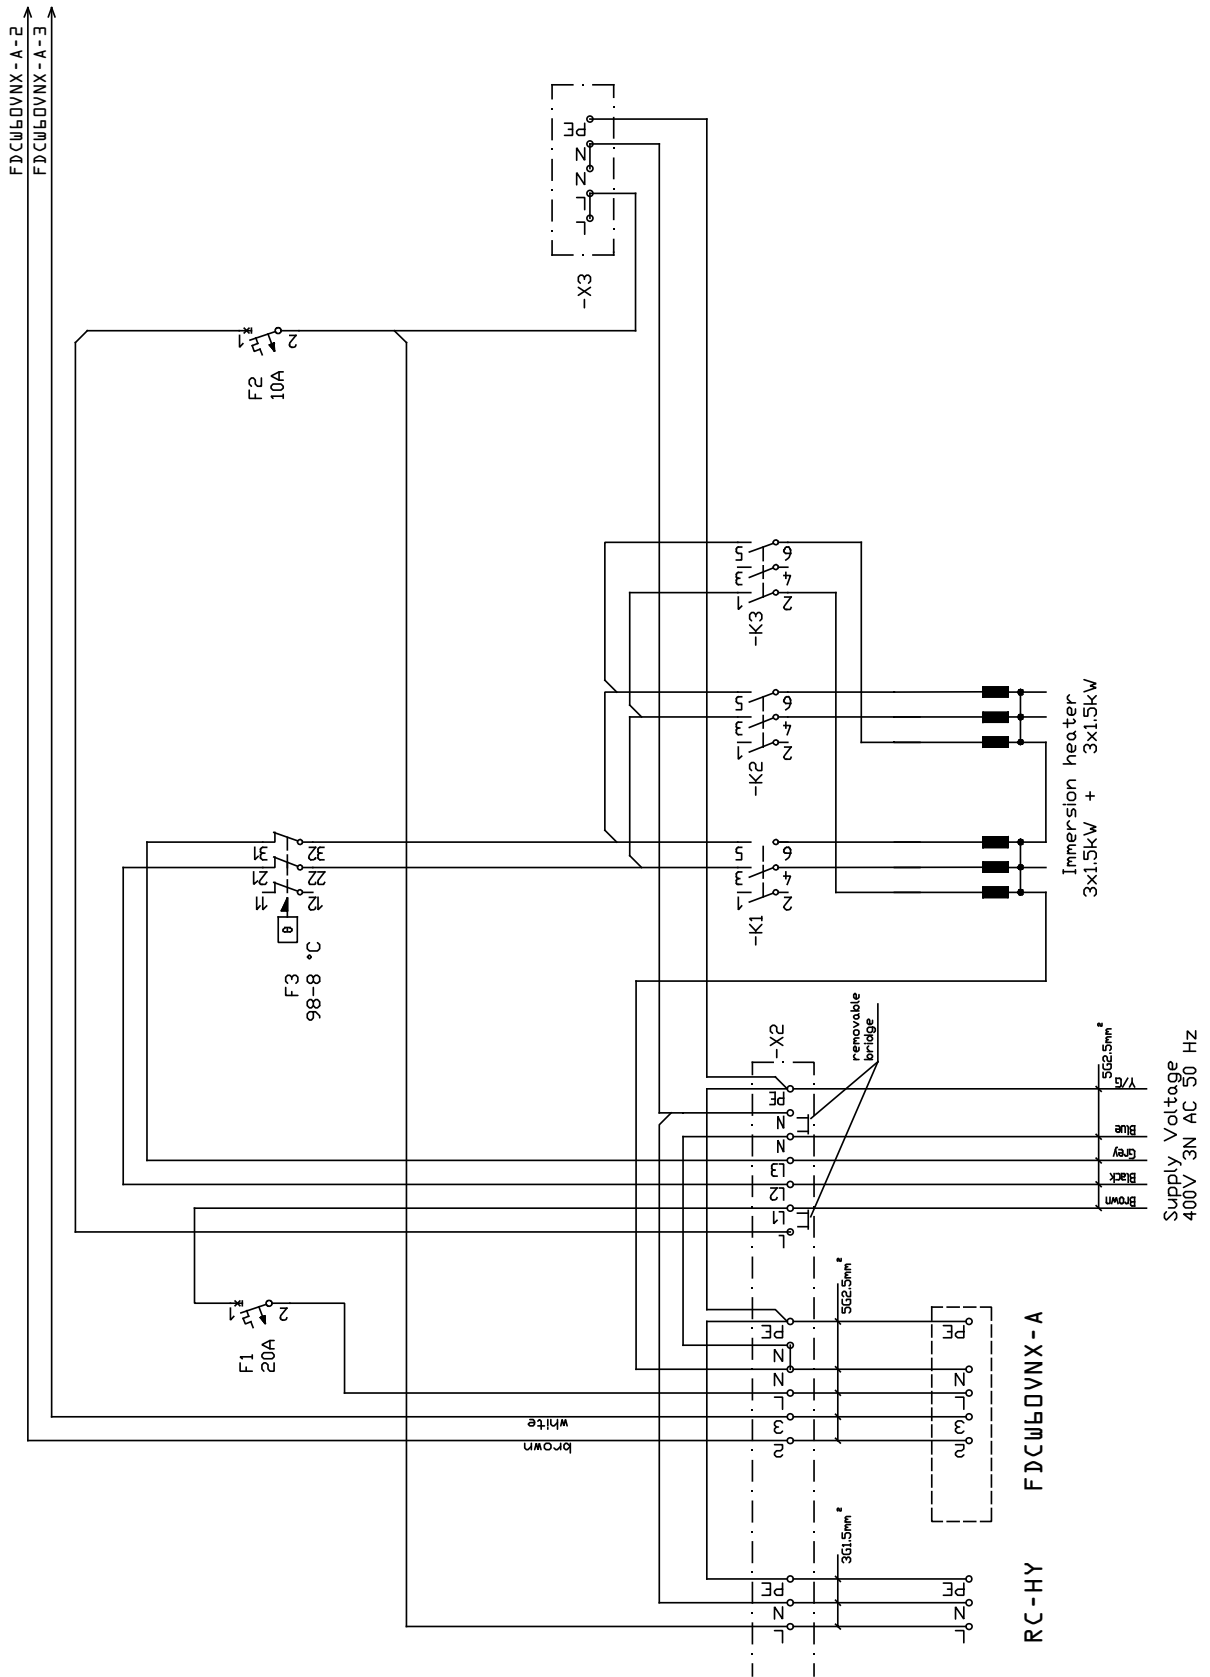 FDCW60VNX-A-2
FDCW60VNX-A-3
PE
N
N
L
L
-X3
1
2
F2
10A
5
3
1
6
4
2
-K3
5
3
1
6
4
2
-K2
31
21
11
32
22
12
θ
F3
98-8 °C
5
3
1
6
4
2
-K1
Immersion heater
3x1.5kW + 3x1.5kW
-X2
removable
bridge
PE
N
N
L3
L2
L1
L
5G2.5mm²
Y/G
Blue
Grey
Black
Brown
Supply Voltage
400V 3N AC 50 Hz
1
2
F1
20A
white
brown
PE
N
N
L
3
2
5G2.5mm²
PE
N
L
3
2
FDCW60VNX-A
PE
N
L
3G1.5mm²
PE
N
L
RC-HY